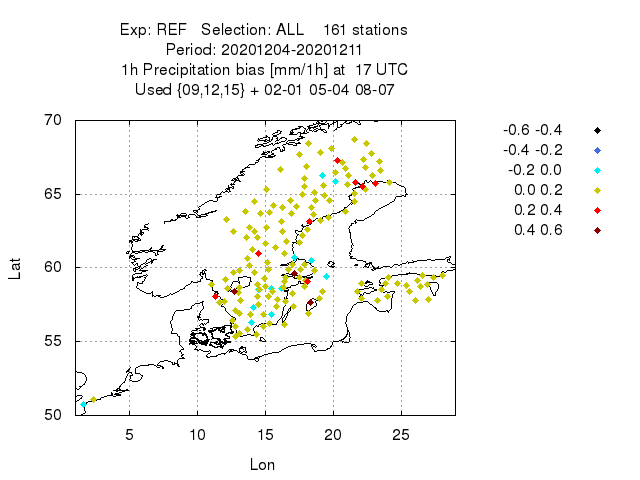 Exp: REF   Selection: ALL    161 stations
Period: 20201204-20201211
1h Precipitation bias [mm/1h] at  17 UTC
Used {09,12,15} + 02-01 05-04 08-07
-0.6 -0.4
-0.4 -0.2
-0.2 0.0
0.0 0.2
0.2 0.4
0.4 0.6
70
65
60
55
50
Lat
5 10 15 20 25
Lon